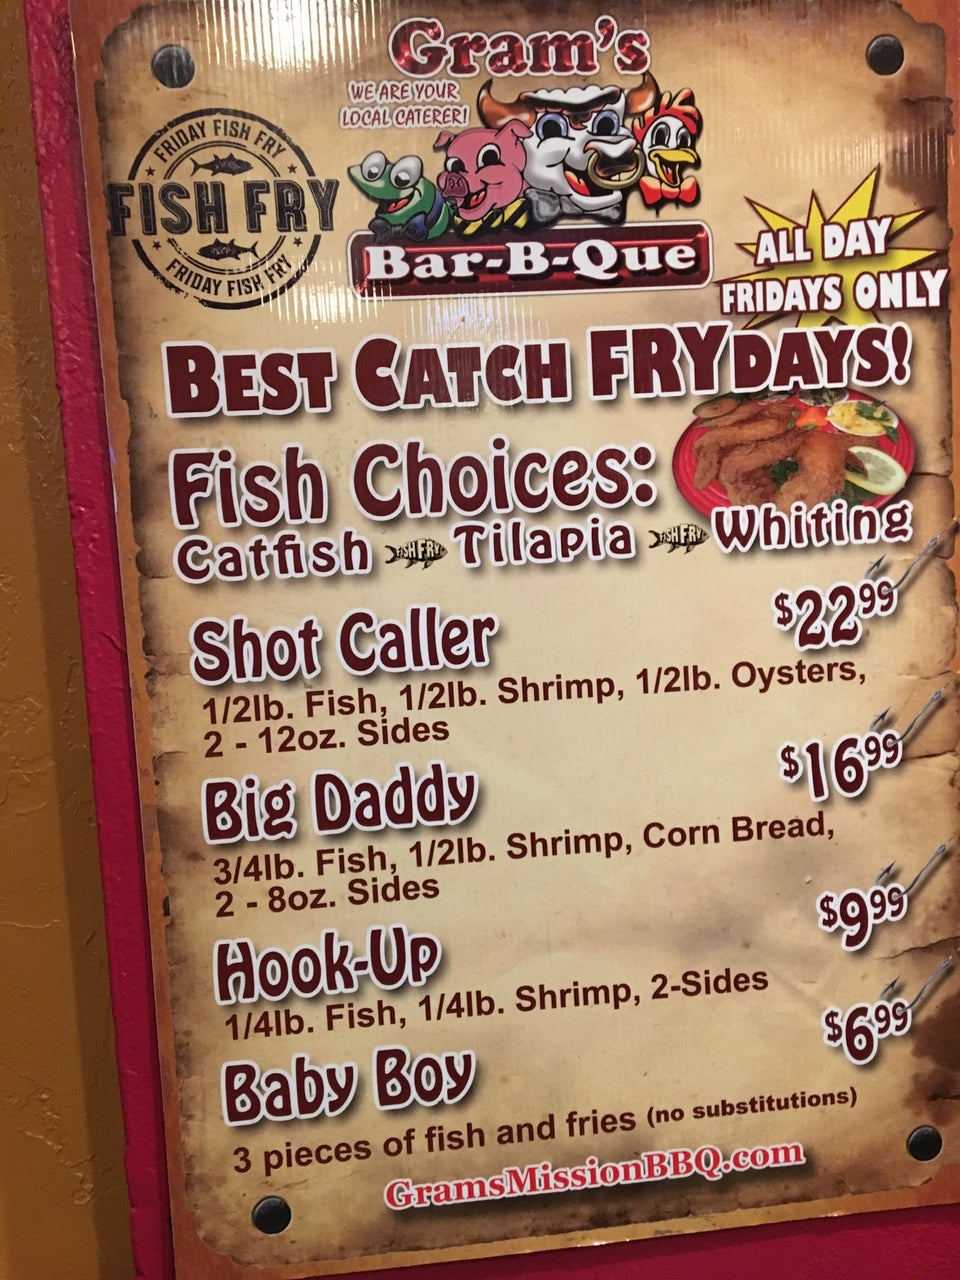 Gram's
WE ARE YOUR
LOCAL CATERER!
FRIDAY FISH FRY
FISH FRY
FRIDAY FISH FRY
Bar-B-Que
ALL DAY
FRIDAYS ONLY
BEST CATCH FRYDAYS!
Fish Choices:
Catfish FISH FRY Tilapia FISH FRY Whiting
Shot Caller $22.99
1/2lb. Fish, 1/2lb. Shrimp, 1/2lb. Oysters,
2 - 12oz. Sides
Big Daddy $16.99
3/4lb. Fish, 1/2lb. Shrimp, Corn Bread,
2 - 8oz. Sides
Hook-Up $9.99
1/4lb. Fish, 1/4lb. Shrimp, 2-Sides
Baby Boy $6.99
3 pieces of fish and fries (no substitutions)
GramsMissionBBQ.com